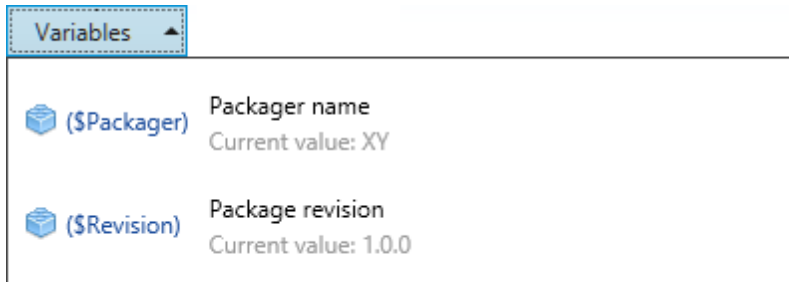 Variables
($Packager) Packager name
Current value: XY
($Revision) Package revision
Current value: 1.0.0